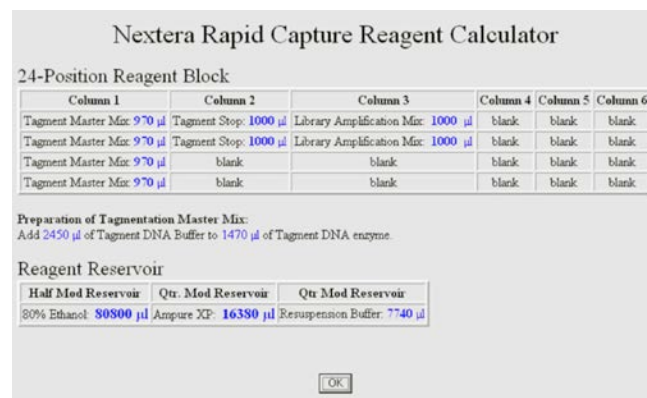 Nextera Rapid Capture Reagent Calculator
24-Position Reagent Block
Column 1 Column 2 Column 3 Column 4 Column 5 Column 6
Tagment Master Mix: 970 µl Tagment Stop: 1000 µl Library Amplification Mix: 1000 µl blank blank blank
Tagment Master Mix: 970 µl Tagment Stop: 1000 µl Library Amplification Mix: 1000 µl blank blank blank
Tagment Master Mix: 970 µl blank blank blank blank blank
Tagment Master Mix: 970 µl blank blank blank blank blank
Preparation of Tagmentation Master Mix:
Add 2450 µl of Tagment DNA Buffer to 1470 µl of Tagment DNA enzyme.
Reagent Reservoir
Half Mod Reservoir Qtr. Mod Reservoir Qtr Mod Reservoir
80% Ethanol: 80800 µl Ampure XP: 16380 µl Resuspension Buffer: 7740 µl
OK